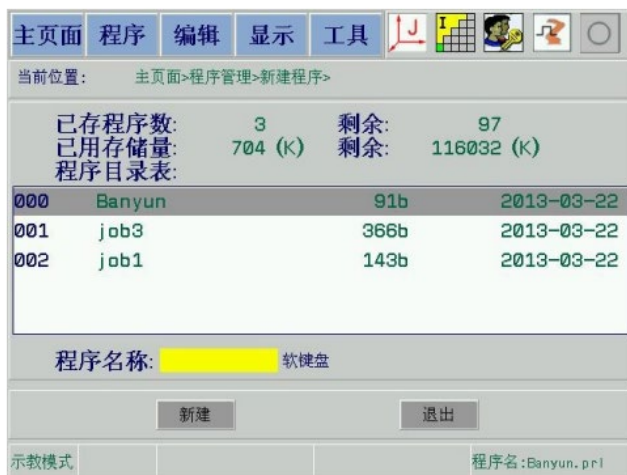 主页面 程序 编辑 显示 工具 J I
当前位置: 主页面>程序管理>新建程序>
已存程序数: 3 剩余: 97
已用存储量: 704 (K) 剩余: 116032 (K)
程序目录表:
000 Banyun 91b 2013-03-22
001 job3 366b 2013-03-22
002 job1 143b 2013-03-22
程序名称: 软键盘
新建 退出
示教模式 程序名:Banyun.prl